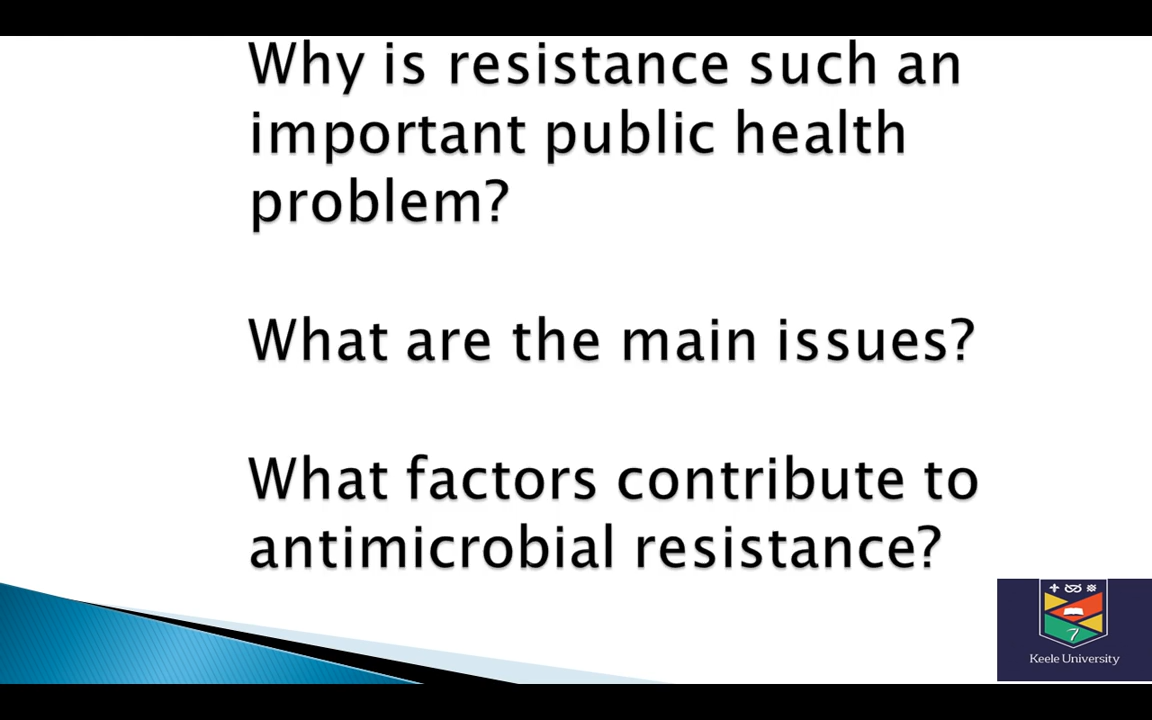 Why is resistance such an
important public health
problem?
What are the main issues?
What factors contribute to
antimicrobial resistance?
Keele University